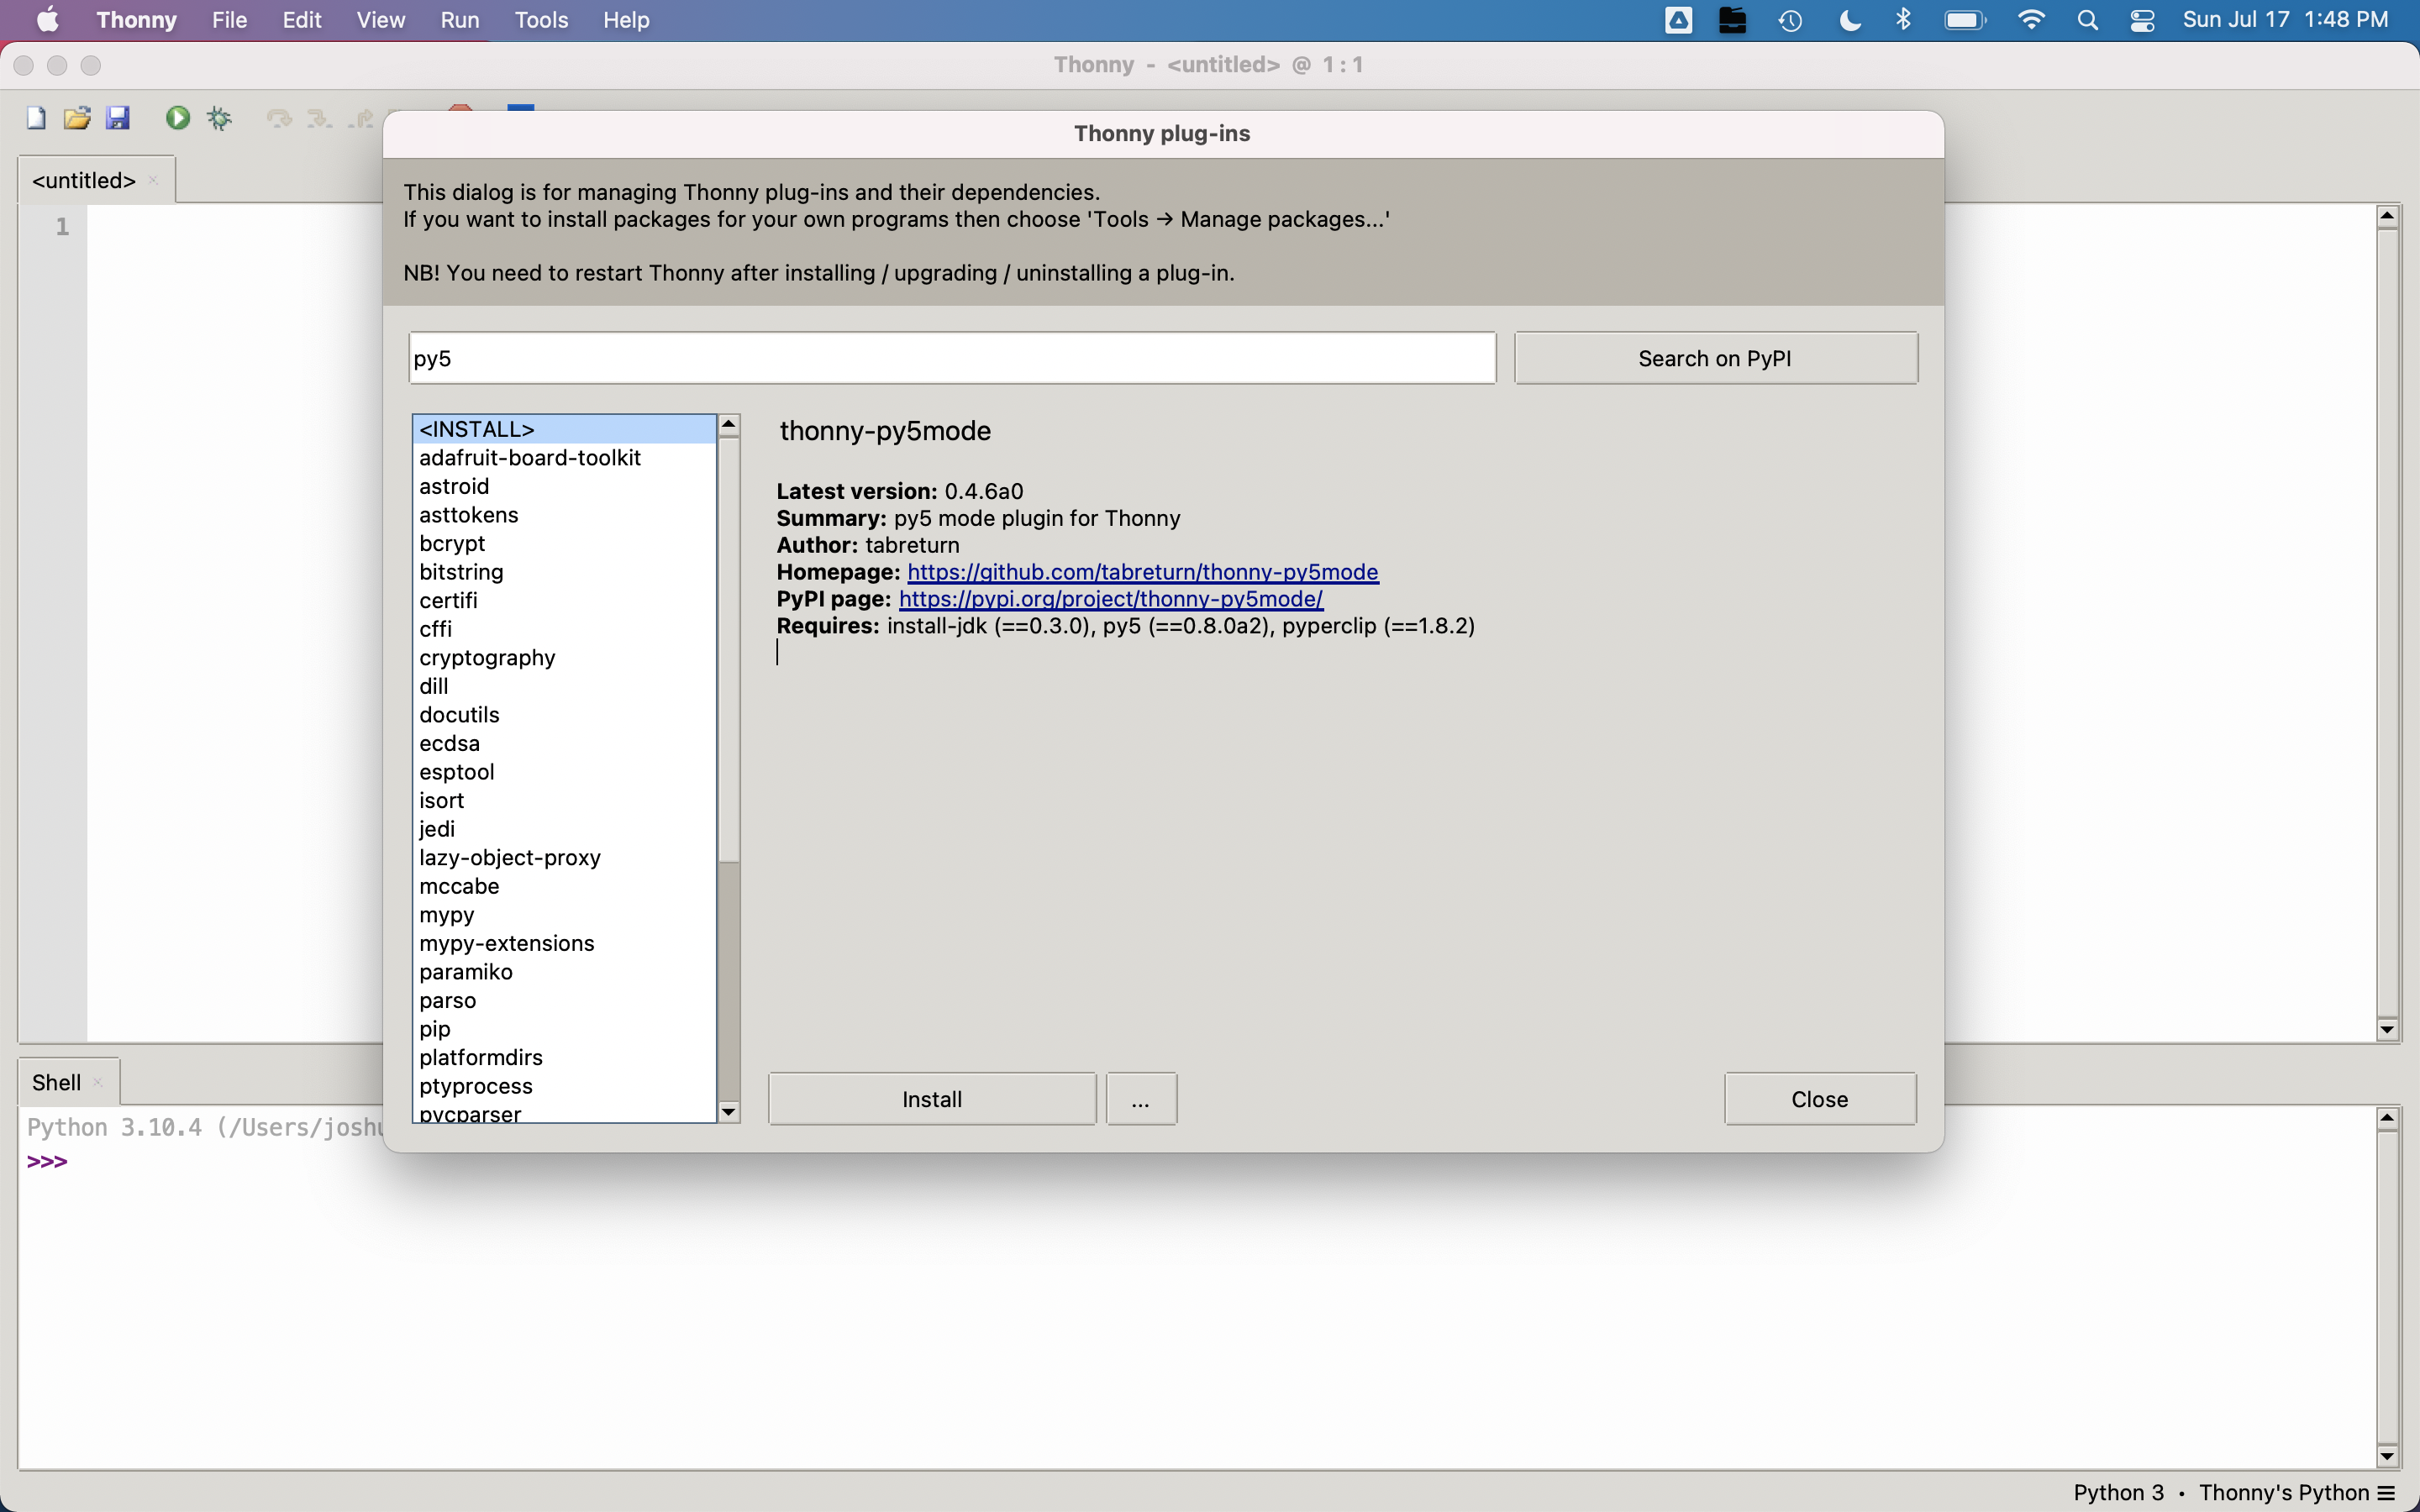 Thonny File Edit View Run Tools Help Sun Jul 17 1:48 PM
Thonny - <untitled> @ 1:1
Thonny plug-ins
<untitled>
1
This dialog is for managing Thonny plug-ins and their dependencies.
If you want to install packages for your own programs then choose 'Tools → Manage packages...'
NB! You need to restart Thonny after installing / upgrading / uninstalling a plug-in.
py5
Search on PyPI
<INSTALL>
adafruit-board-toolkit
astroid
asttokens
bcrypt
bitstring
certifi
cffi
cryptography
dill
docutils
ecdsa
esptool
isort
jedi
lazy-object-proxy
mccabe
mypy
mypy-extensions
paramiko
parso
pip
platformdirs
ptyprocess
pycparser
thonny-py5mode
Latest version: 0.4.6a0
Summary: py5 mode plugin for Thonny
Author: tabreturn
Homepage: https://github.com/tabreturn/thonny-py5mode
PyPI page: https://pypi.org/project/thonny-py5mode/
Requires: install-jdk (==0.3.0), py5 (==0.8.0a2), pyperclip (==1.8.2)
Install
...
Close
Shell
Python 3.10.4 (/Users/joshu
>>>
Python 3 • Thonny's Python ≡